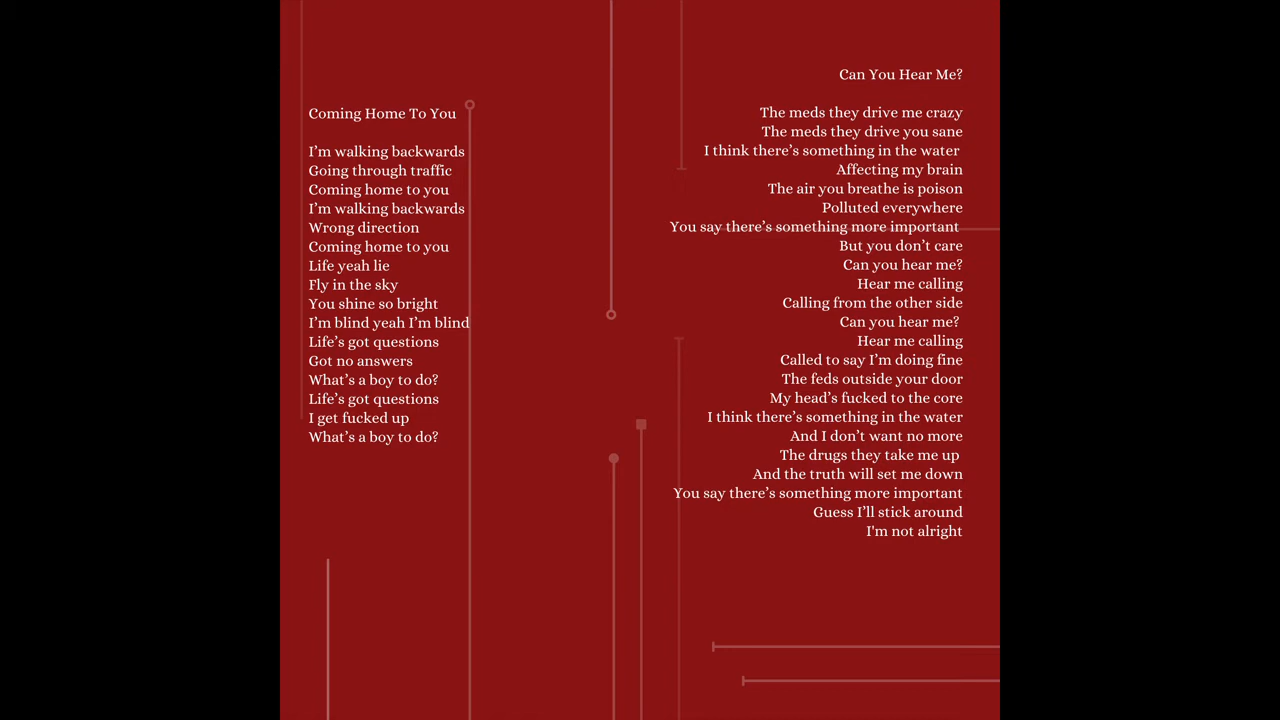 Coming Home To You
I’m walking backwards
Going through traffic
Coming home to you
I’m walking backwards
Wrong direction
Coming home to you
Life yeah lie
Fly in the sky
You shine so bright
I’m blind yeah I’m blind
Life’s got questions
Got no answers
What’s a boy to do?
Life’s got questions
I get fucked up
What’s a boy to do?
Can You Hear Me?
The meds they drive me crazy
The meds they drive you sane
I think there’s something in the water
Affecting my brain
The air you breathe is poison
Polluted everywhere
You say there’s something more important
But you don’t care
Can you hear me?
Hear me calling
Calling from the other side
Can you hear me?
Hear me calling
Called to say I’m doing fine
The feds outside your door
My head’s fucked to the core
I think there’s something in the water
And I don’t want no more
The drugs they take me up
And the truth will set me down
You say there’s something more important
Guess I’ll stick around
I'm not alright